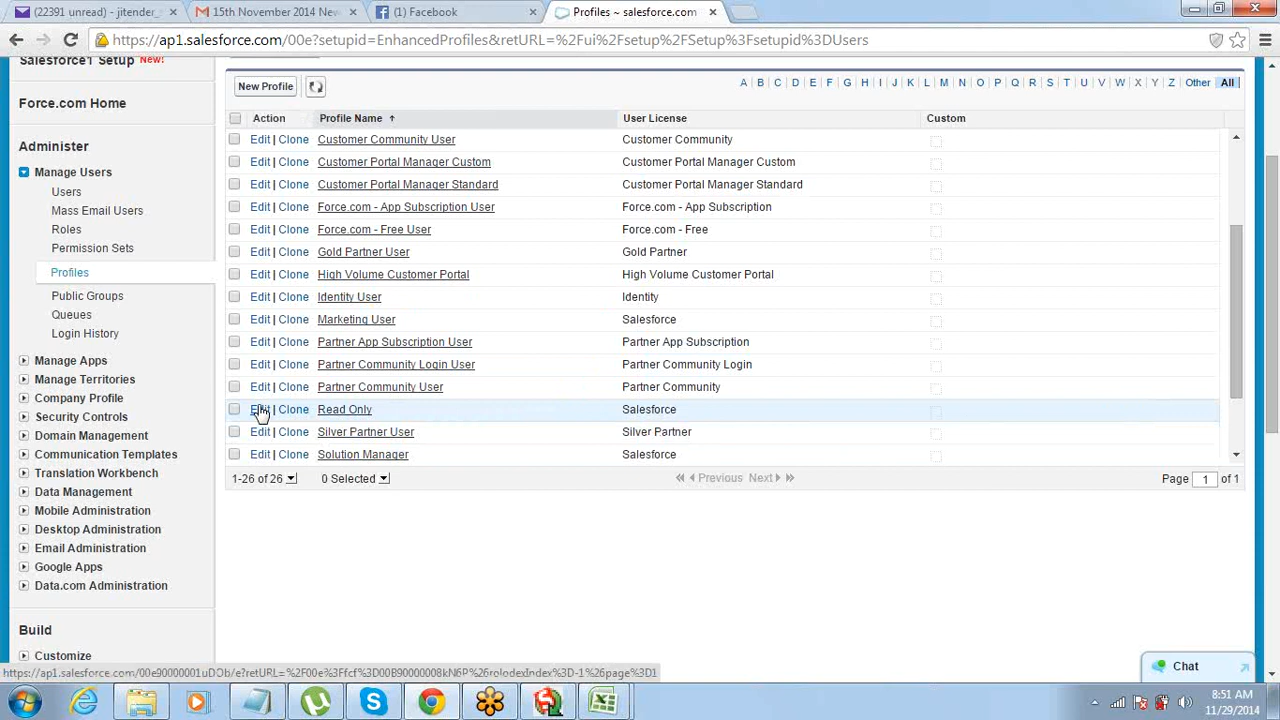 (22391 unread) - jitender_
15th November 2014 New
(1) Facebook
Profiles ~ salesforce.com
https://ap1.salesforce.com/00e?setupid=EnhancedProfiles&retURL=%2Fui%2Fsetup%2FSetup%3Fsetupid%3DUsers
Salesforce1 Setup New!
Force.com Home
Administer
Manage Users
Users
Mass Email Users
Roles
Permission Sets
Profiles
Public Groups
Queues
Login History
Manage Apps
Manage Territories
Company Profile
Security Controls
Domain Management
Communication Templates
Translation Workbench
Data Management
Mobile Administration
Desktop Administration
Email Administration
Google Apps
Data.com Administration
Build
Customize
New Profile
A B C D E F G H I J K L M N O P Q R S T U V W X Y Z Other All
Action Profile Name User License Custom
Edit | Clone Customer Community User Customer Community
Edit | Clone Customer Portal Manager Custom Customer Portal Manager Custom
Edit | Clone Customer Portal Manager Standard Customer Portal Manager Standard
Edit | Clone Force.com - App Subscription User Force.com - App Subscription
Edit | Clone Force.com - Free User Force.com - Free
Edit | Clone Gold Partner User Gold Partner
Edit | Clone High Volume Customer Portal High Volume Customer Portal
Edit | Clone Identity User Identity
Edit | Clone Marketing User Salesforce
Edit | Clone Partner App Subscription User Partner App Subscription
Edit | Clone Partner Community Login User Partner Community Login
Edit | Clone Partner Community User Partner Community
Edit | Clone Read Only Salesforce
Edit | Clone Silver Partner User Silver Partner
Edit | Clone Solution Manager Salesforce
1-26 of 26 0 Selected Previous Next Page 1 of 1
Chat
8:51 AM
11/29/2014